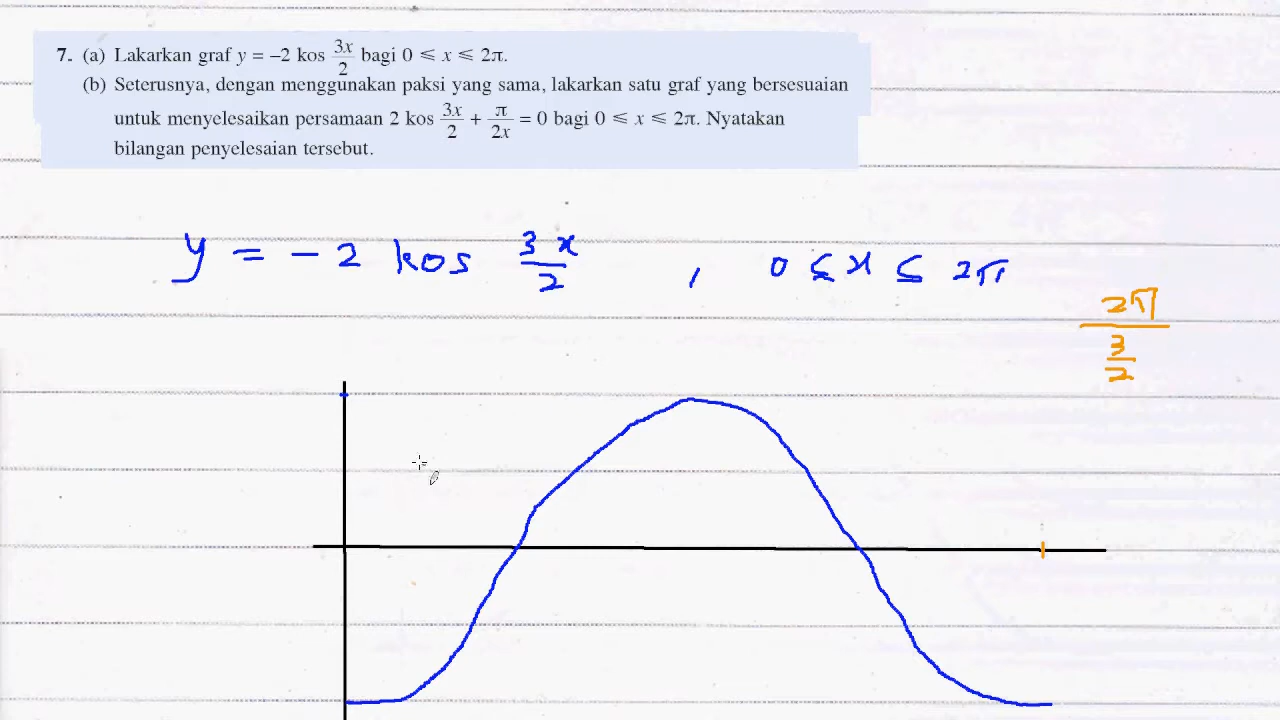 7. (a) Lakarkan graf y = –2 kos 3x/2 bagi 0 ⩽ x ⩽ 2π.
(b) Seterusnya, dengan menggunakan paksi yang sama, lakarkan satu graf yang bersesuaian
untuk menyelesaikan persamaan 2 kos 3x/2 + π/2x = 0 bagi 0 ⩽ x ⩽ 2π. Nyatakan
bilangan penyelesaian tersebut.
y = – 2 kos 3x/2 , 0 ≤ x ≤ 2π
2π
3
2